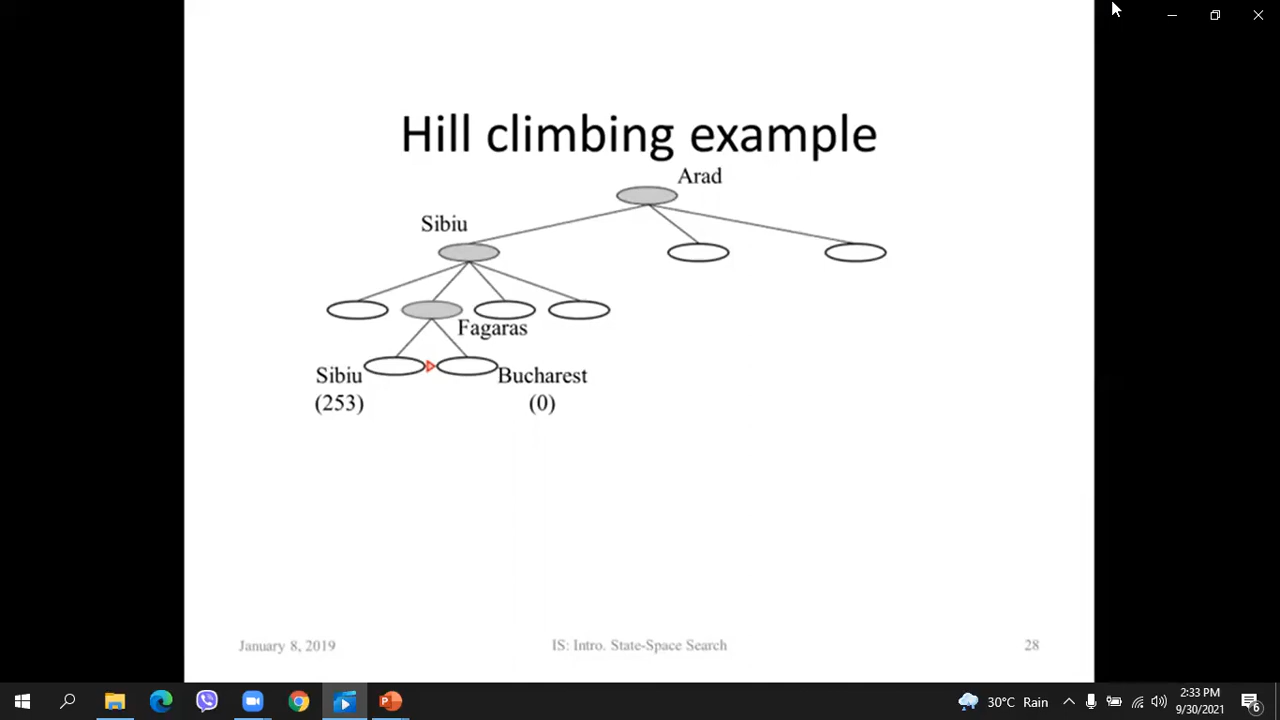 Hill climbing example
Arad
Sibiu
Fagaras
Sibiu
(253)
Bucharest
(0)
January 8, 2019
IS: Intro. State-Space Search
28
30°C Rain
2:33 PM
9/30/2021
6